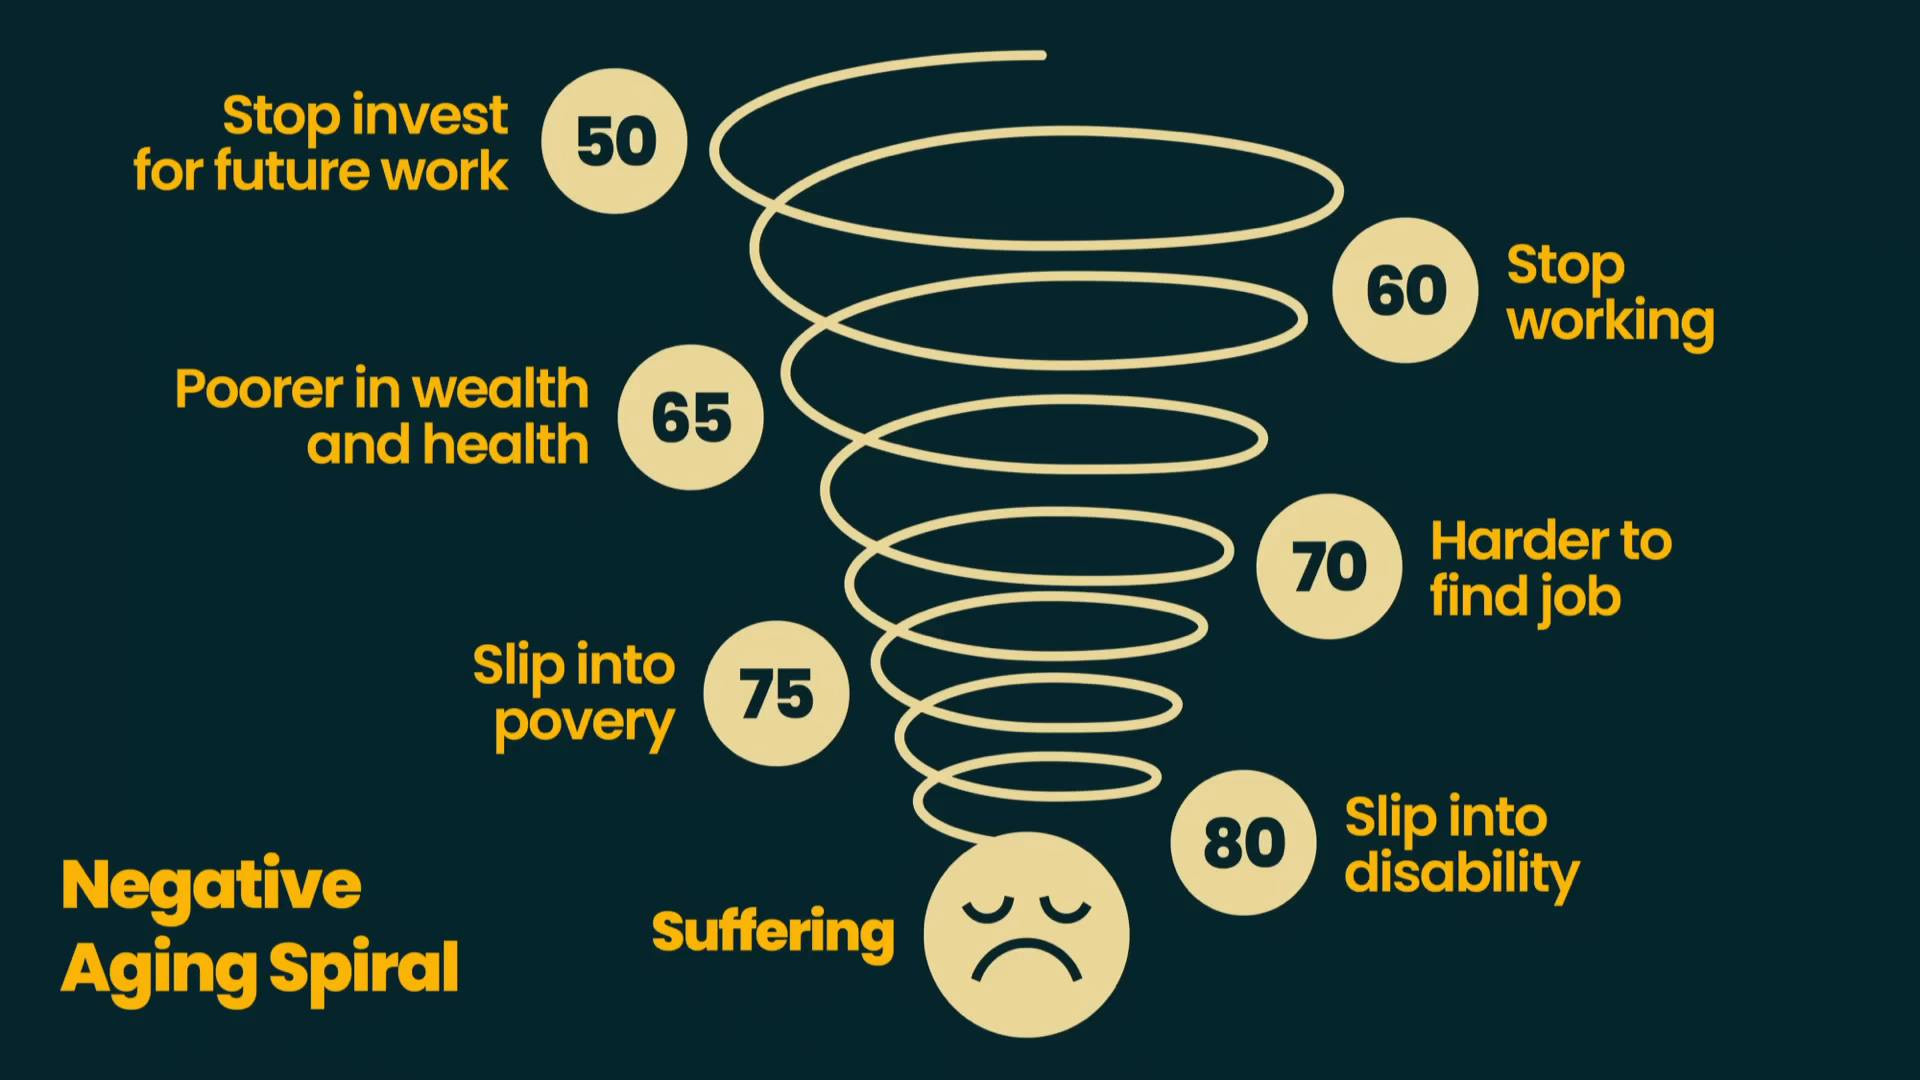 Stop invest
for future work
50
60
Stop
working
Poorer in wealth
and health
65
70
Harder to
find job
Slip into
povery
75
80
Slip into
disability
Suffering
Negative
Aging Spiral